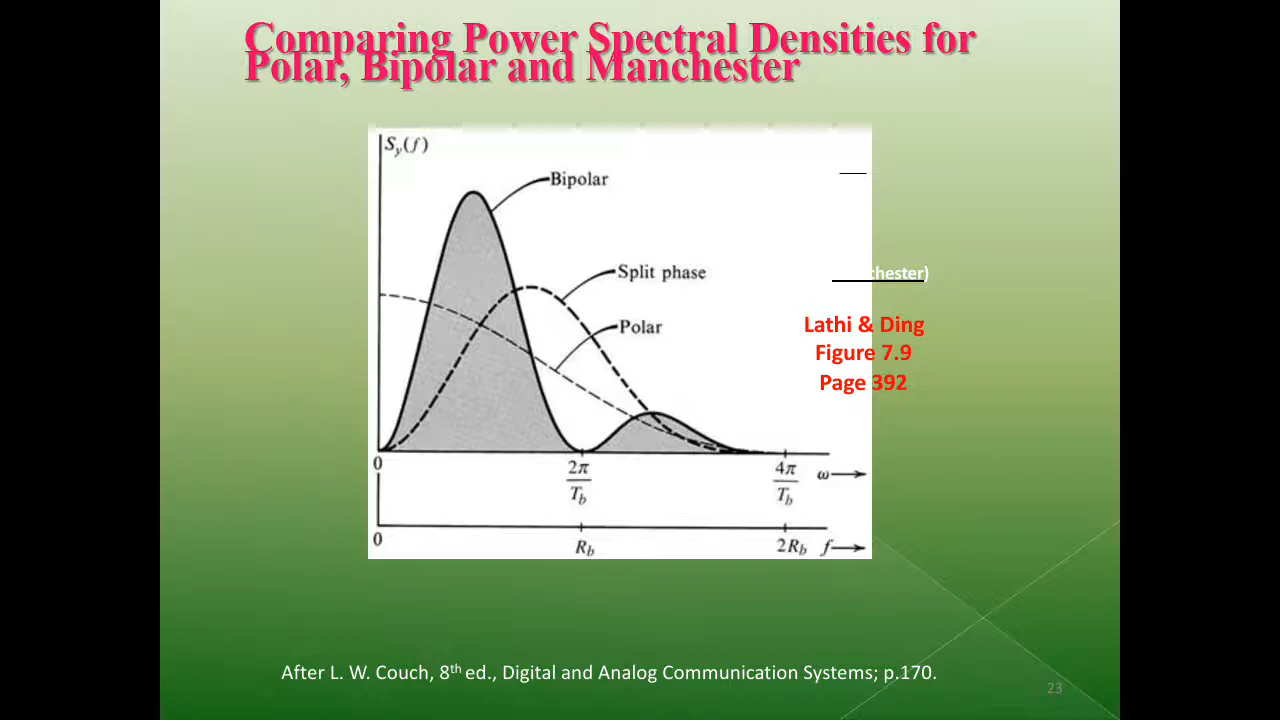 Comparing Power Spectral Densities for
Polar, Bipolar and Manchester
Sy(f)
Bipolar
Split phase
chester)
Polar
Lathi & Ding
Figure 7.9
Page 392
0
2π
Tb
4π
Tb
ω
0
Rb
2Rb
f
After L. W. Couch, 8th ed., Digital and Analog Communication Systems; p.170.
23